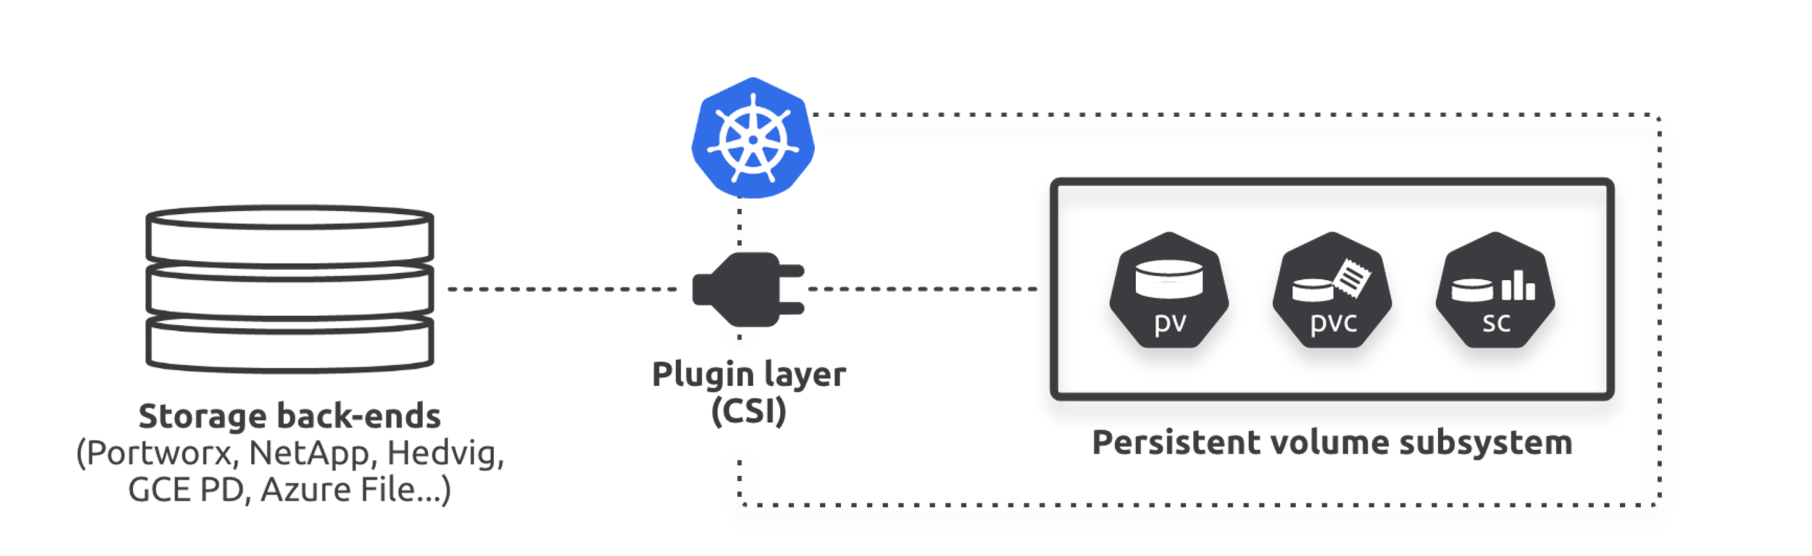 Storage back-ends
(Portworx, NetApp, Hedvig,
GCE PD, Azure File...)
Plugin layer
(CSI)
pv
pvc
sc
Persistent volume subsystem